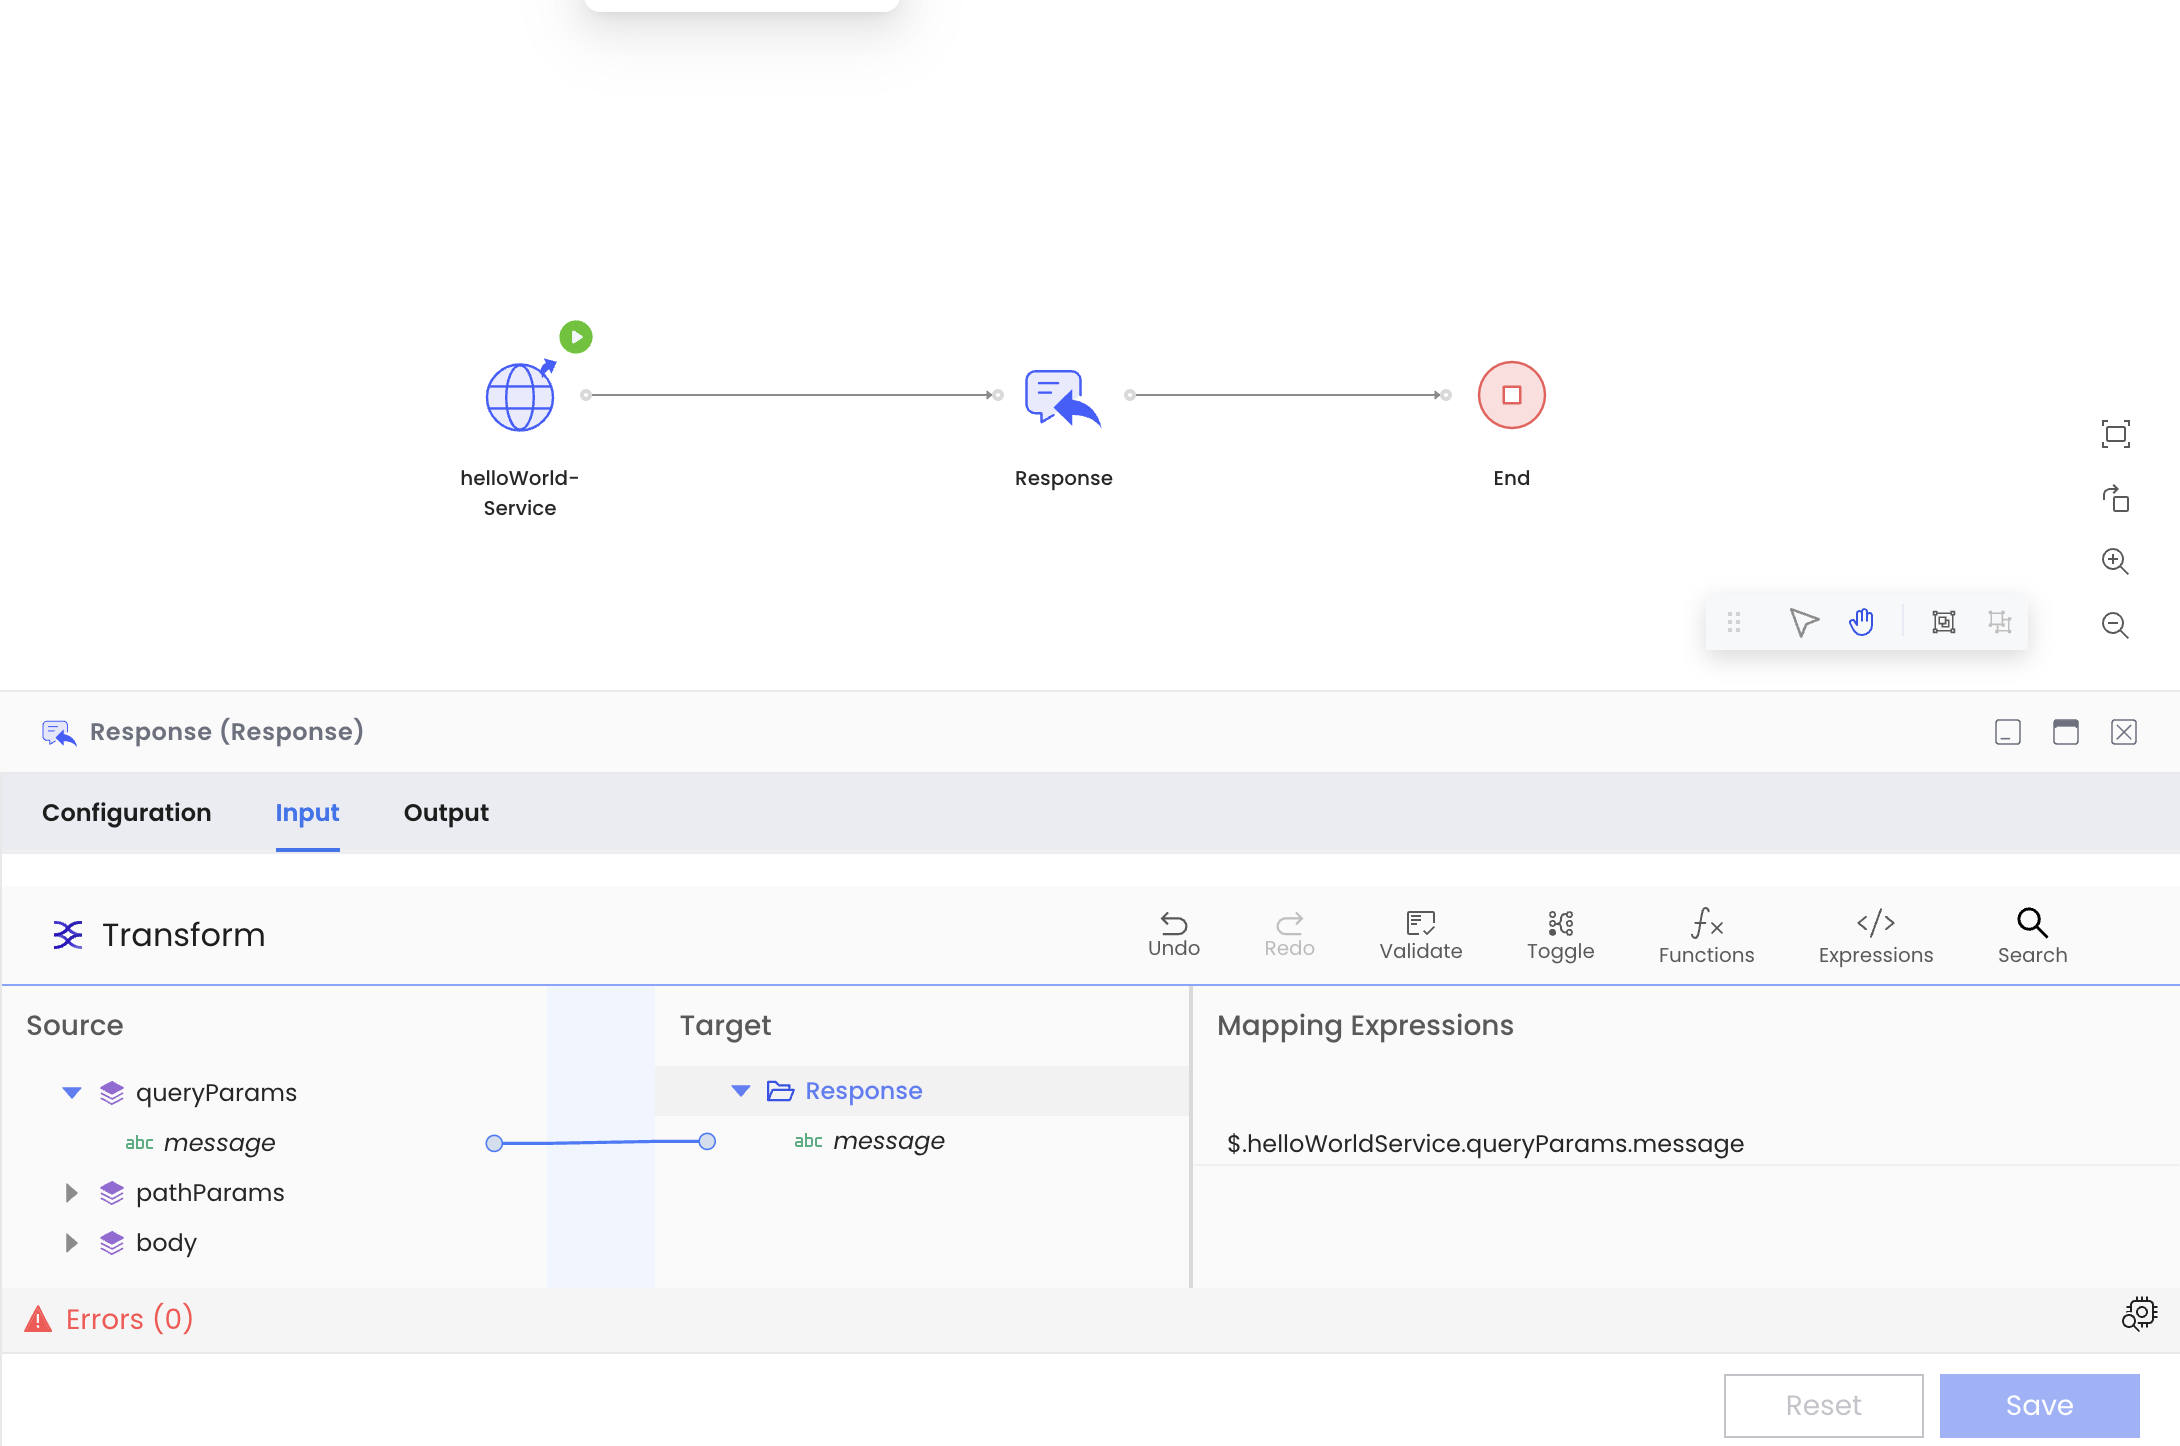 helloWorld-
Service
Response
End
Response (Response)
Configuration Input Output
Transform
Undo Redo Validate Toggle Functions Expressions Search
Source Target Mapping Expressions
queryParams Response
abc message abc message $.helloWorldService.queryParams.message
pathParams
body
Errors (0)
Reset Save